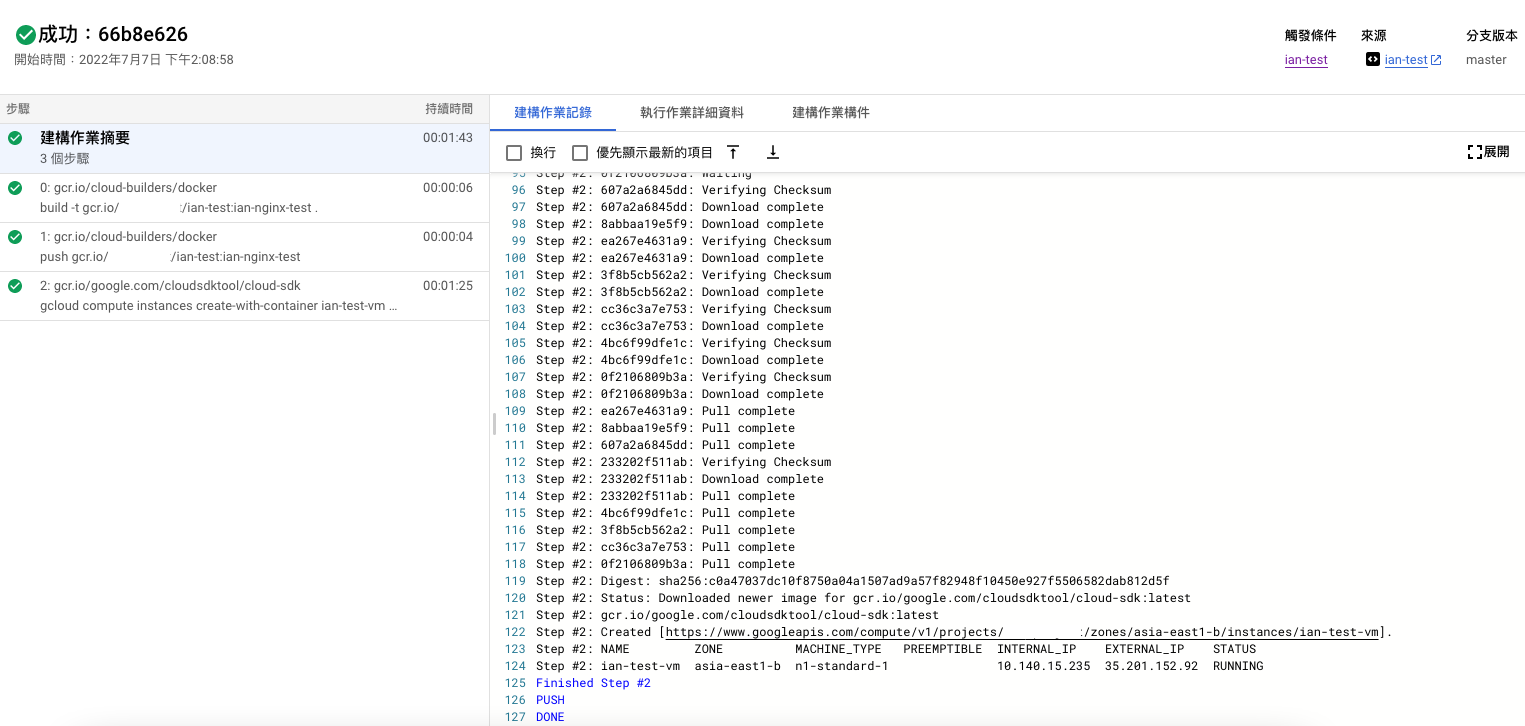 成功：66b8e626
開始時間：2022年7月7日 下午2:08:58
觸發條件 來源 分支版本
ian-test ian-test master
步驟 持續時間
建構作業摘要 00:01:43
3 個步驟
0: gcr.io/cloud-builders/docker 00:00:06
build -t gcr.io/ :/ian-test:ian-nginx-test .
1: gcr.io/cloud-builders/docker 00:00:04
push gcr.io/ /ian-test:ian-nginx-test
2: gcr.io/google.com/cloudsdktool/cloud-sdk 00:01:25
gcloud compute instances create-with-container ian-test-vm ...
建構作業記錄 執行作業詳細資料 建構作業構件
換行 優先顯示最新的項目 展開
95 Step #2: 0f2106809b3a: Waiting
96 Step #2: 607a2a6845dd: Verifying Checksum
97 Step #2: 607a2a6845dd: Download complete
98 Step #2: 8abbaa19e5f9: Download complete
99 Step #2: ea267e4631a9: Verifying Checksum
100 Step #2: ea267e4631a9: Download complete
101 Step #2: 3f8b5cb562a2: Verifying Checksum
102 Step #2: 3f8b5cb562a2: Download complete
103 Step #2: cc36c3a7e753: Verifying Checksum
104 Step #2: cc36c3a7e753: Download complete
105 Step #2: 4bc6f99dfe1c: Verifying Checksum
106 Step #2: 4bc6f99dfe1c: Download complete
107 Step #2: 0f2106809b3a: Verifying Checksum
108 Step #2: 0f2106809b3a: Download complete
109 Step #2: ea267e4631a9: Pull complete
110 Step #2: 8abbaa19e5f9: Pull complete
111 Step #2: 607a2a6845dd: Pull complete
112 Step #2: 233202f511ab: Verifying Checksum
113 Step #2: 233202f511ab: Download complete
114 Step #2: 233202f511ab: Pull complete
115 Step #2: 4bc6f99dfe1c: Pull complete
116 Step #2: 3f8b5cb562a2: Pull complete
117 Step #2: cc36c3a7e753: Pull complete
118 Step #2: 0f2106809b3a: Pull complete
119 Step #2: Digest: sha256:c0a47037dc10f8750a04a1507ad9a57f82948f10450e927f5506582dab812d5f
120 Step #2: Status: Downloaded newer image for gcr.io/google.com/cloudsdktool/cloud-sdk:latest
121 Step #2: gcr.io/google.com/cloudsdktool/cloud-sdk:latest
122 Step #2: Created [https://www.googleapis.com/compute/v1/projects/ :/zones/asia-east1-b/instances/ian-test-vm].
123 Step #2: NAME ZONE MACHINE_TYPE PREEMPTIBLE INTERNAL_IP EXTERNAL_IP STATUS
124 Step #2: ian-test-vm asia-east1-b n1-standard-1 10.140.15.235 35.201.152.92 RUNNING
125 Finished Step #2
126 PUSH
127 DONE